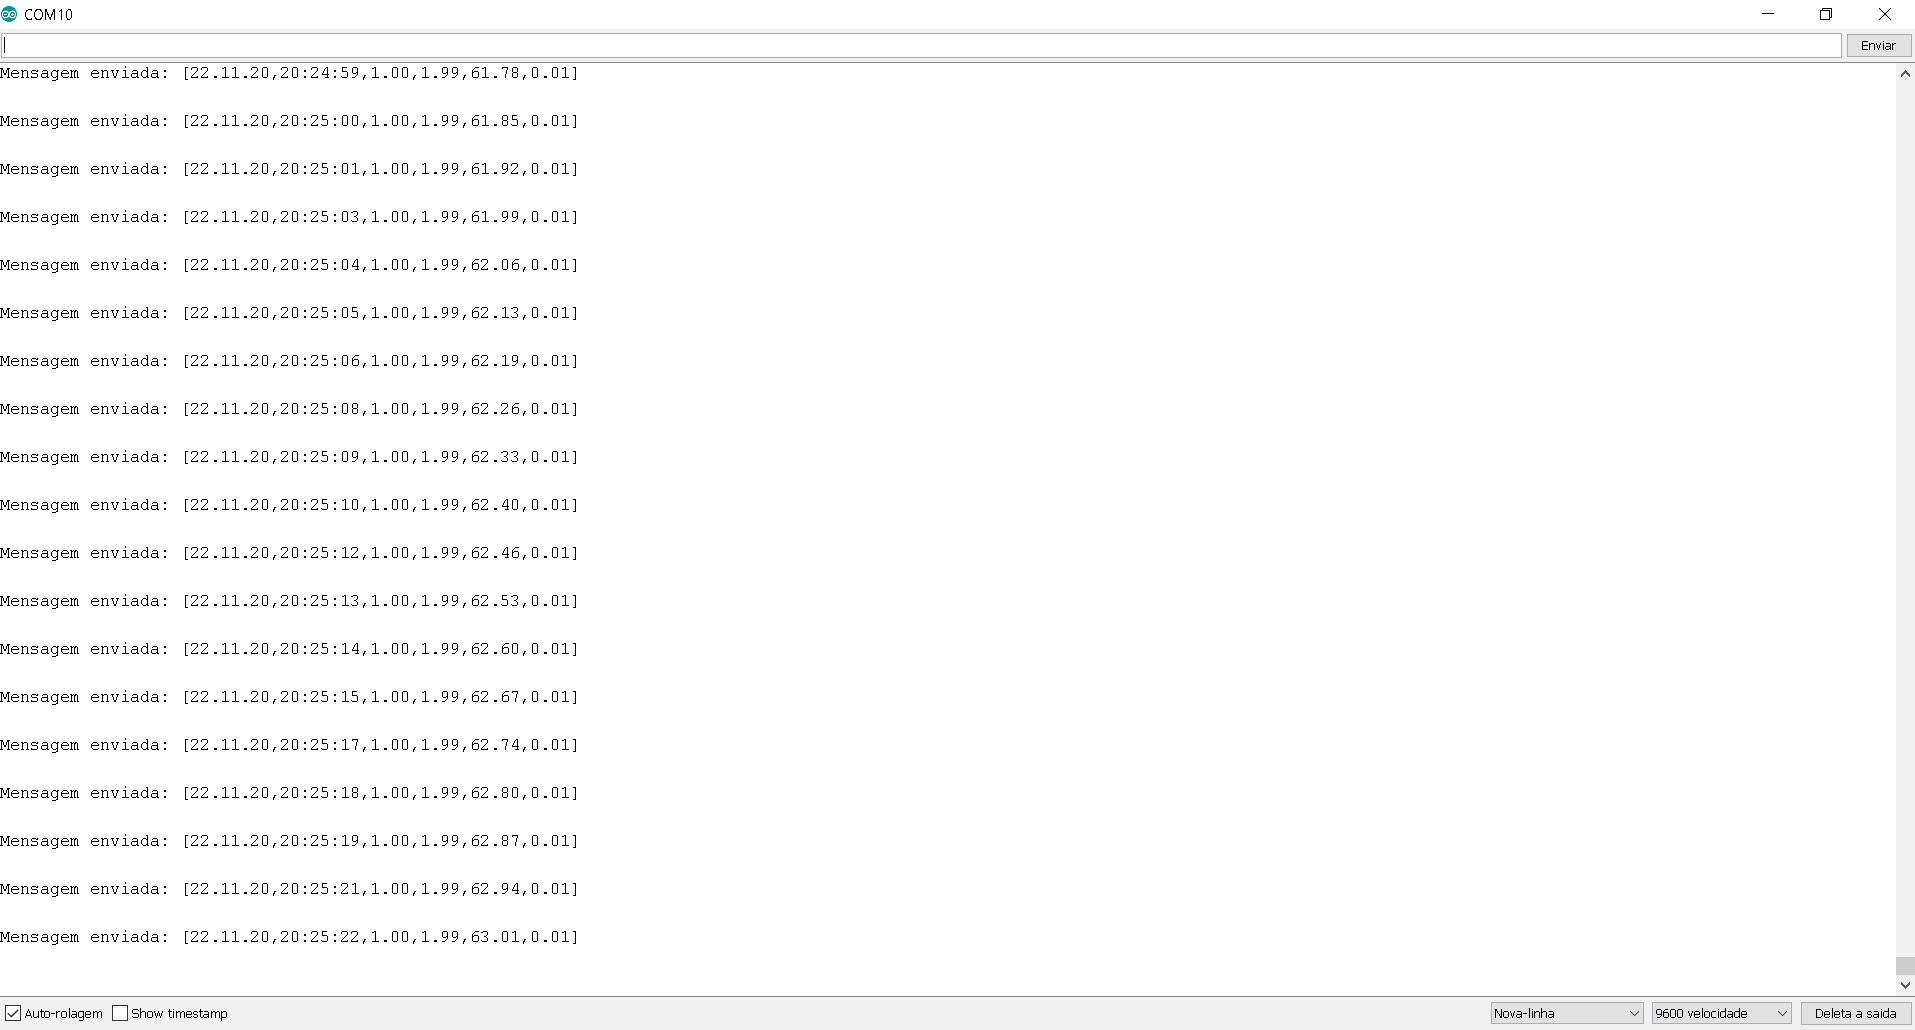 COM10
Enviar
Mensagem enviada: [22.11.20,20:24:59,1.00,1.99,61.78,0.01]
Mensagem enviada: [22.11.20,20:25:00,1.00,1.99,61.85,0.01]
Mensagem enviada: [22.11.20,20:25:01,1.00,1.99,61.92,0.01]
Mensagem enviada: [22.11.20,20:25:03,1.00,1.99,61.99,0.01]
Mensagem enviada: [22.11.20,20:25:04,1.00,1.99,62.06,0.01]
Mensagem enviada: [22.11.20,20:25:05,1.00,1.99,62.13,0.01]
Mensagem enviada: [22.11.20,20:25:06,1.00,1.99,62.19,0.01]
Mensagem enviada: [22.11.20,20:25:08,1.00,1.99,62.26,0.01]
Mensagem enviada: [22.11.20,20:25:09,1.00,1.99,62.33,0.01]
Mensagem enviada: [22.11.20,20:25:10,1.00,1.99,62.40,0.01]
Mensagem enviada: [22.11.20,20:25:12,1.00,1.99,62.46,0.01]
Mensagem enviada: [22.11.20,20:25:13,1.00,1.99,62.53,0.01]
Mensagem enviada: [22.11.20,20:25:14,1.00,1.99,62.60,0.01]
Mensagem enviada: [22.11.20,20:25:15,1.00,1.99,62.67,0.01]
Mensagem enviada: [22.11.20,20:25:17,1.00,1.99,62.74,0.01]
Mensagem enviada: [22.11.20,20:25:18,1.00,1.99,62.80,0.01]
Mensagem enviada: [22.11.20,20:25:19,1.00,1.99,62.87,0.01]
Mensagem enviada: [22.11.20,20:25:21,1.00,1.99,62.94,0.01]
Mensagem enviada: [22.11.20,20:25:22,1.00,1.99,63.01,0.01]
Auto-rolagem Show timestamp Nova-linha 9600 velocidade Deleta a saida